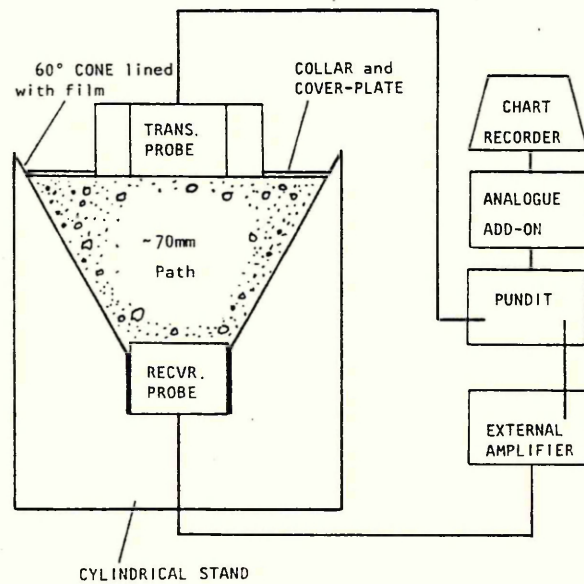 60° CONE lined
with film
COLLAR and
COVER-PLATE
TRANS.
PROBE
~70mm
Path
RECVR.
PROBE
CYLINDRICAL STAND
CHART
RECORDER
ANALOGUE
ADD-ON
PUNDIT
EXTERNAL
AMPLIFIER